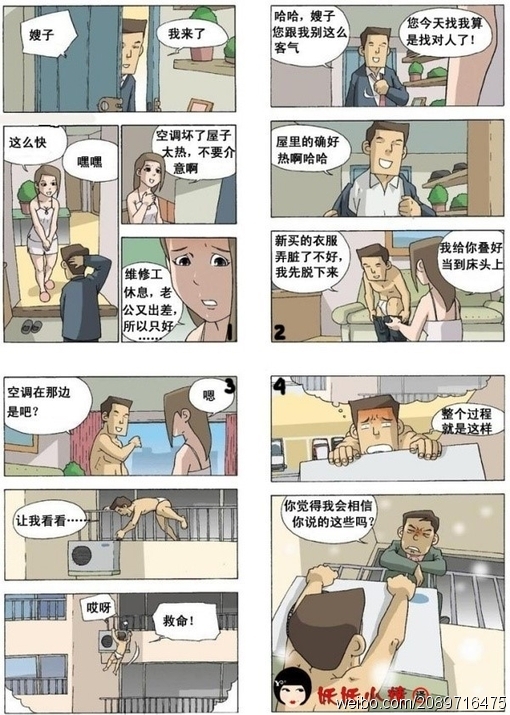 嫂子
我来了
这么快
嘿嘿
空调坏了屋子
太热，不要介
意啊
维修工
休息，老
公又出差，
所以只好
……
1
哈哈，嫂子
您跟我别这么
客气
您今天找我算
是找对人了！
屋里的确好
热啊哈哈
新买的衣服
弄脏了不好，
我先脱下来
我给你叠好
当到床头上
2
空调在那边
是吧？
嗯
3
让我看看……
哎呀
救命！
4
整个过程
就是这样
你觉得我会相信
你说的这些吗？
妖妖小精
weibo.com/2089716475